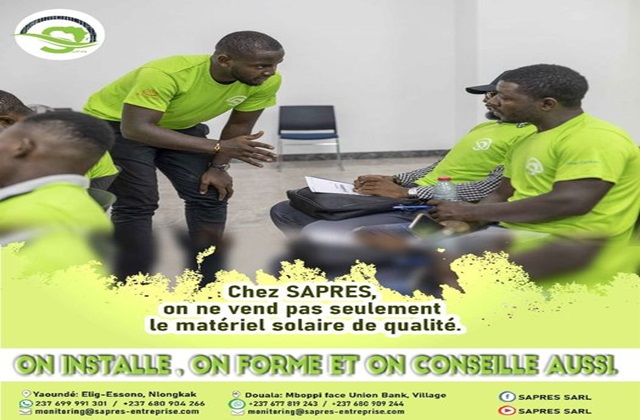 Chez SAPRES,
on ne vend pas seulement
le matériel solaire de qualité.
ON INSTALLE , ON FORME ET ON CONSEILLE AUSSI.
Yaoundé: Elig-Essono, Nlongkak
+237 699 991 301 / +237 680 904 266
monitoring@sapres-entreprise.com
Douala: Mboppi face Union Bank, Village
+237 677 819 243 / +237 680 909 244
monitoring@sapres-entreprise.com
SAPRES SARL
SAPRES SARL